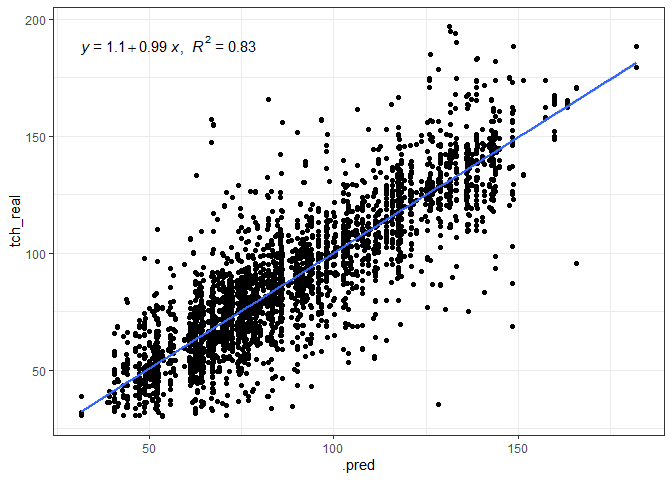 200
y = 1.1 + 0.99 x, R² = 0.83
150
tch_real
100
50
50 100 150
.pred